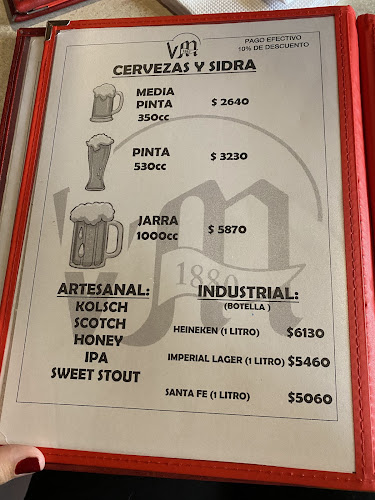 VM
PAGO EFECTIVO
10% DE DESCUENTO
CERVEZAS Y SIDRA
MEDIA
PINTA $ 2640
350cc
PINTA $ 3230
530cc
JARRA $ 5870
1000cc
VM
1880
ARTESANAL:
KOLSCH
SCOTCH
HONEY
IPA
SWEET STOUT
INDUSTRIAL:
(BOTELLA )
HEINEKEN (1 LITRO) $6130
IMPERIAL LAGER (1 LITRO) $5460
SANTA FE (1 LITRO) $5060